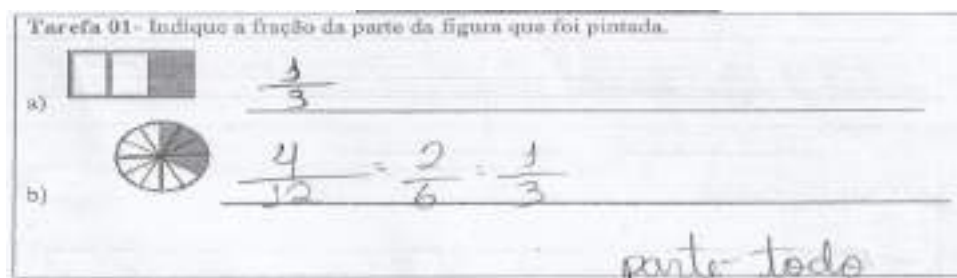 Tarefa 01- Indique a fração da parte da figura que foi pintada.
a) 1/3
b) 4/12 = 2/6 = 1/3
parte todo